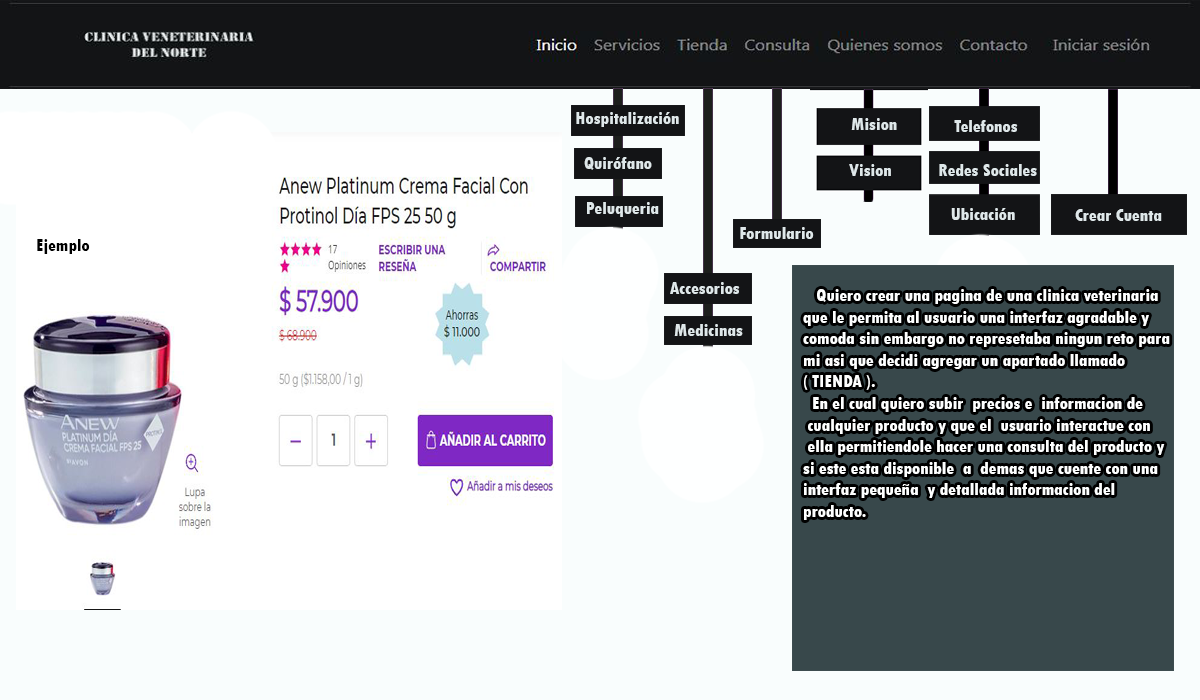 CLINICA VENETERINARIA
DEL NORTE
Inicio Servicios Tienda Consulta Quienes somos Contacto Iniciar sesión
Hospitalización
Quirófano
Peluqueria
Accesorios
Medicinas
Formulario
Mision
Vision
Telefonos
Redes Sociales
Ubicación
Crear Cuenta
Ejemplo
Anew Platinum Crema Facial Con
Protinol Día FPS 25 50 g
17
Opiniones
ESCRIBIR UNA
RESEÑA
COMPARTIR
$ 57.900
$ 68.900
Ahorras
$ 11.000
50 g ($1.158,00 / 1 g)
− 1 +
AÑADIR AL CARRITO
Añadir a mis deseos
ANEW
PLATINUM DÍA
CREMA FACIAL FPS 25
AVON
Lupa
sobre la
imagen
Quiero crear una pagina de una clinica veterinaria
que le permita al usuario una interfaz agradable y
comoda sin embargo no represetaba ningun reto para
mi asi que decidi agregar un apartado llamado
( TIENDA ).
En el cual quiero subir precios e informacion de
cualquier producto y que el usuario interactue con
ella permitiendole hacer una consulta del producto y
si este esta disponible a demas que cuente con una
interfaz pequeña y detallada informacion del
producto.